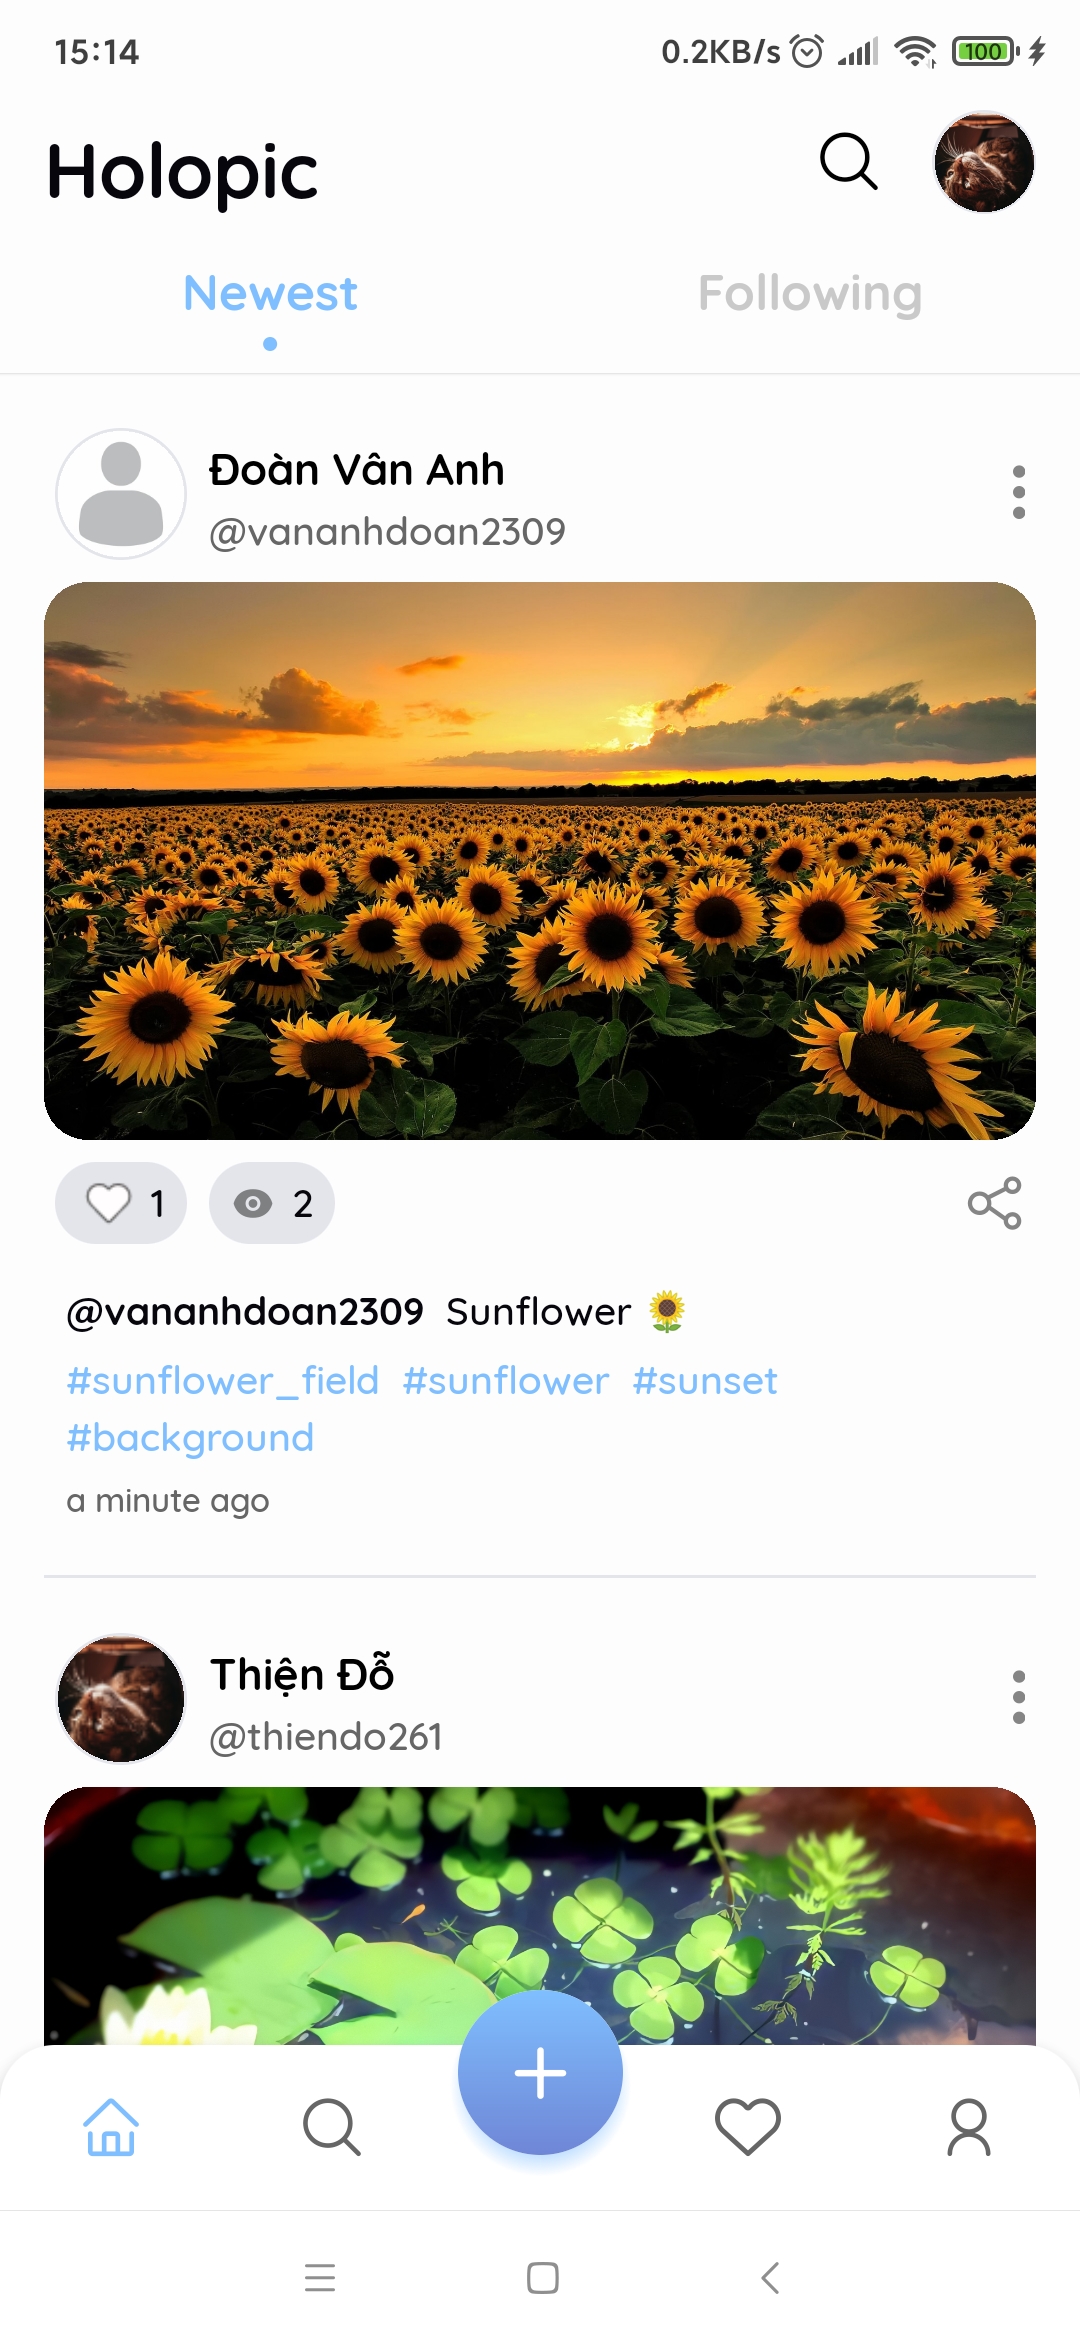 15:14
0.2KB/s
100
Holopic
Newest
Following
Đoàn Vân Anh
@vananhdoan2309
1
2
@vananhdoan2309 Sunflower 🌻
#sunflower_field #sunflower #sunset
#background
a minute ago
Thiện Đỗ
@thiendo261